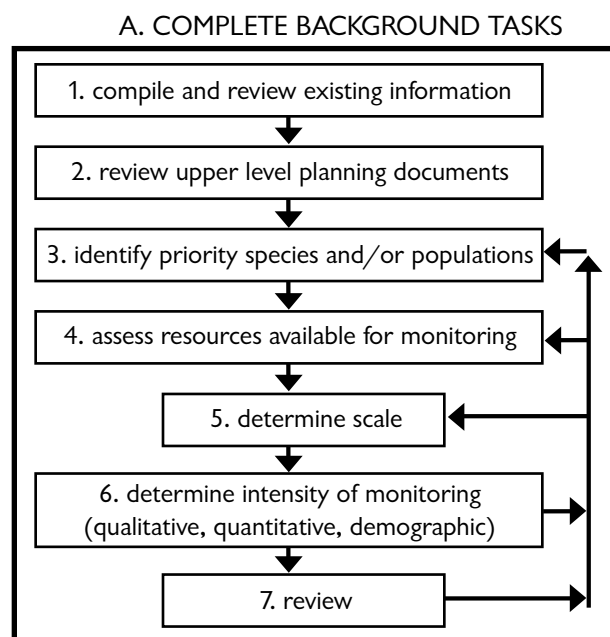 A. COMPLETE BACKGROUND TASKS
1. compile and review existing information
2. review upper level planning documents
3. identify priority species and/or populations
4. assess resources available for monitoring
5. determine scale
6. determine intensity of monitoring
(qualitative, quantitative, demographic)
7. review